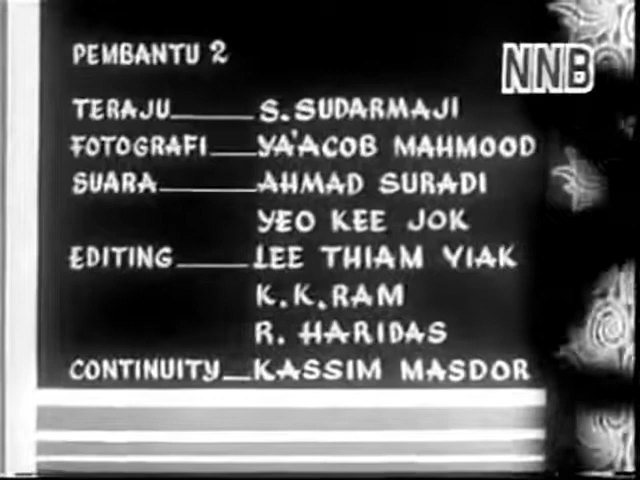 PEMBANTU 2
NNB
TERAJU S. SUDARMAJI
FOTOGRAFI YA'ACOB MAHMOOD
SUARA AHMAD SURADI
YEO KEE JOK
EDITING LEE THIAM YIAK
K.K.RAM
R. HARIDAS
CONTINUITY KASSIM MASDOR